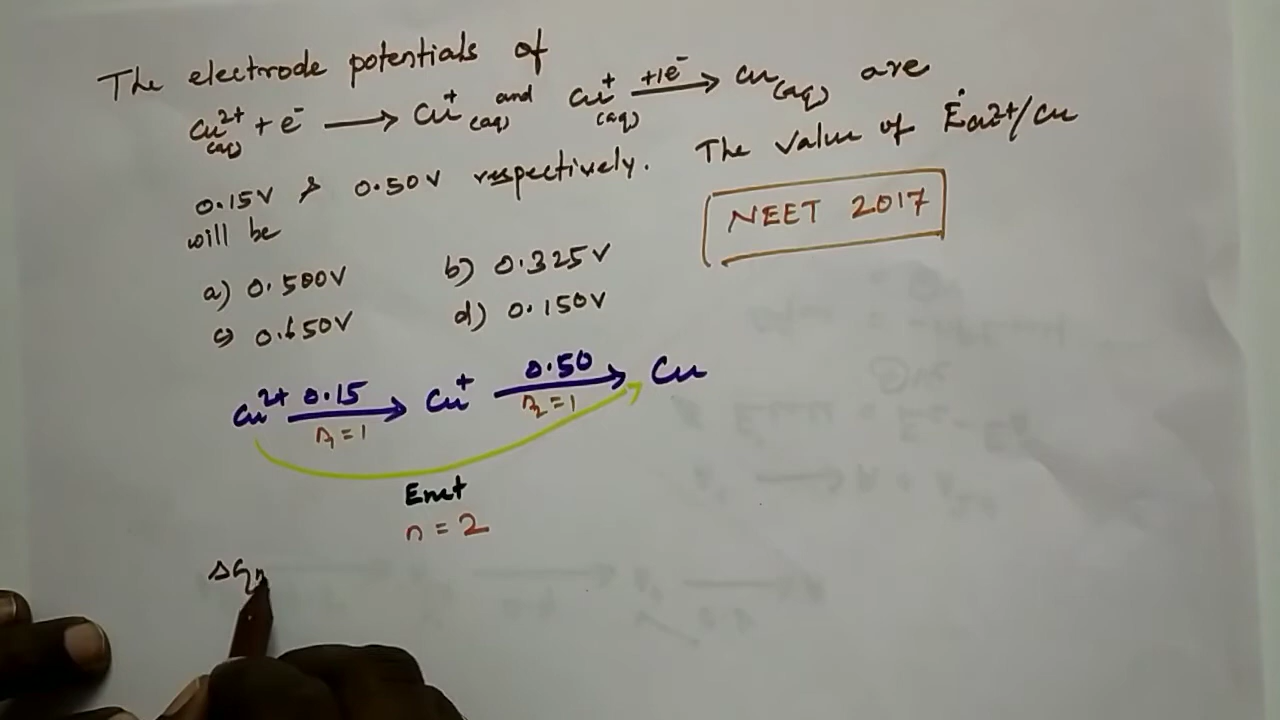 The electrode potentials of
Cu²⁺(aq) + e⁻ → Cu⁺(aq) and Cu⁺(aq) +1e⁻→ Cu(aq) are
0.15V & 0.50V respectively. The value of E°Cu²⁺/Cu
will be
NEET 2017
a) 0.500V b) 0.325V
c) 0.650V d) 0.150V
Cu²⁺ 0.15→ Cu⁺ 0.50→ Cu
n₁=1 n₂=1
Enet
n = 2
ΔGn